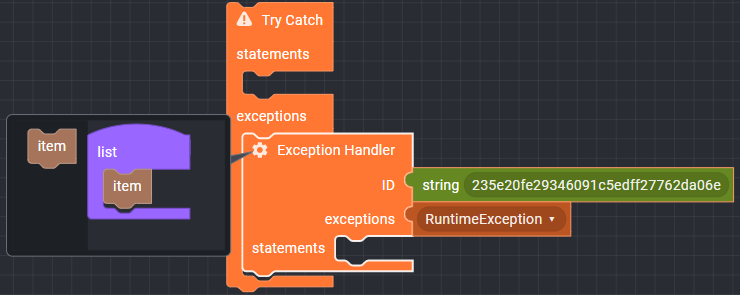 Try Catch
statements
exceptions
item
list
item
Exception Handler
ID
string 235e20fe29346091c5edff27762da06e
exceptions
RuntimeException
statements